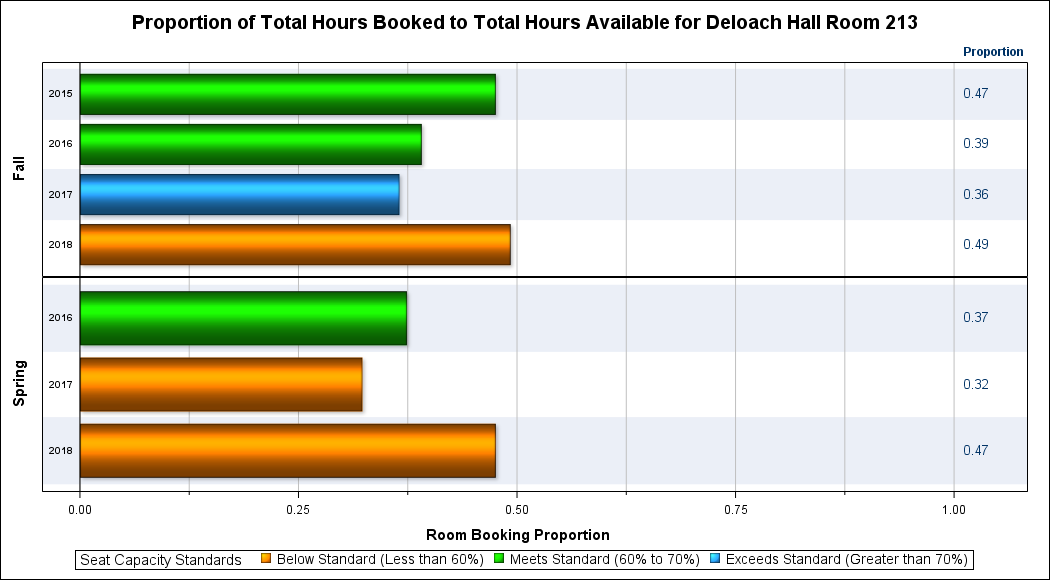 Proportion of Total Hours Booked to Total Hours Available for Deloach Hall Room 213
Proportion
Fall
2015 0.47
2016 0.39
2017 0.36
2018 0.49
Spring
2016 0.37
2017 0.32
2018 0.47
0.00 0.25 0.50 0.75 1.00
Room Booking Proportion
Seat Capacity Standards Below Standard (Less than 60%) Meets Standard (60% to 70%) Exceeds Standard (Greater than 70%)